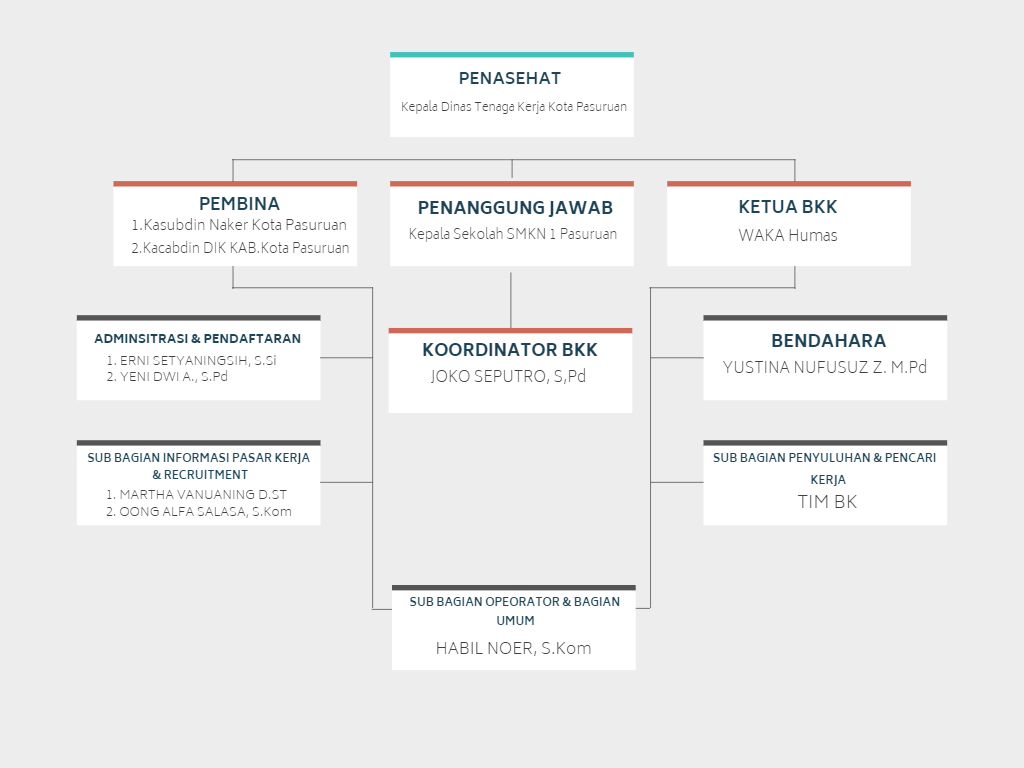 PENASEHAT
Kepala Dinas Tenaga Kerja Kota Pasuruan
PEMBINA
1.Kasubdin Naker Kota Pasuruan
2.Kacabdin DIK KAB.Kota Pasuruan
PENANGGUNG JAWAB
Kepala Sekolah SMKN 1 Pasuruan
KETUA BKK
WAKA Humas
ADMINSITRASI & PENDAFTARAN
1. ERNI SETYANINGSIH, S.Si
2. YENI DWI A., S.Pd
KOORDINATOR BKK
JOKO SEPUTRO, S,Pd
BENDAHARA
YUSTINA NUFUSUZ Z. M.Pd
SUB BAGIAN INFORMASI PASAR KERJA
& RECRUITMENT
1. MARTHA VANUANING D.ST
2. OONG ALFA SALASA, S.Kom
SUB BAGIAN PENYULUHAN & PENCARI
KERJA
TIM BK
SUB BAGIAN OPEORATOR & BAGIAN
UMUM
HABIL NOER, S.Kom